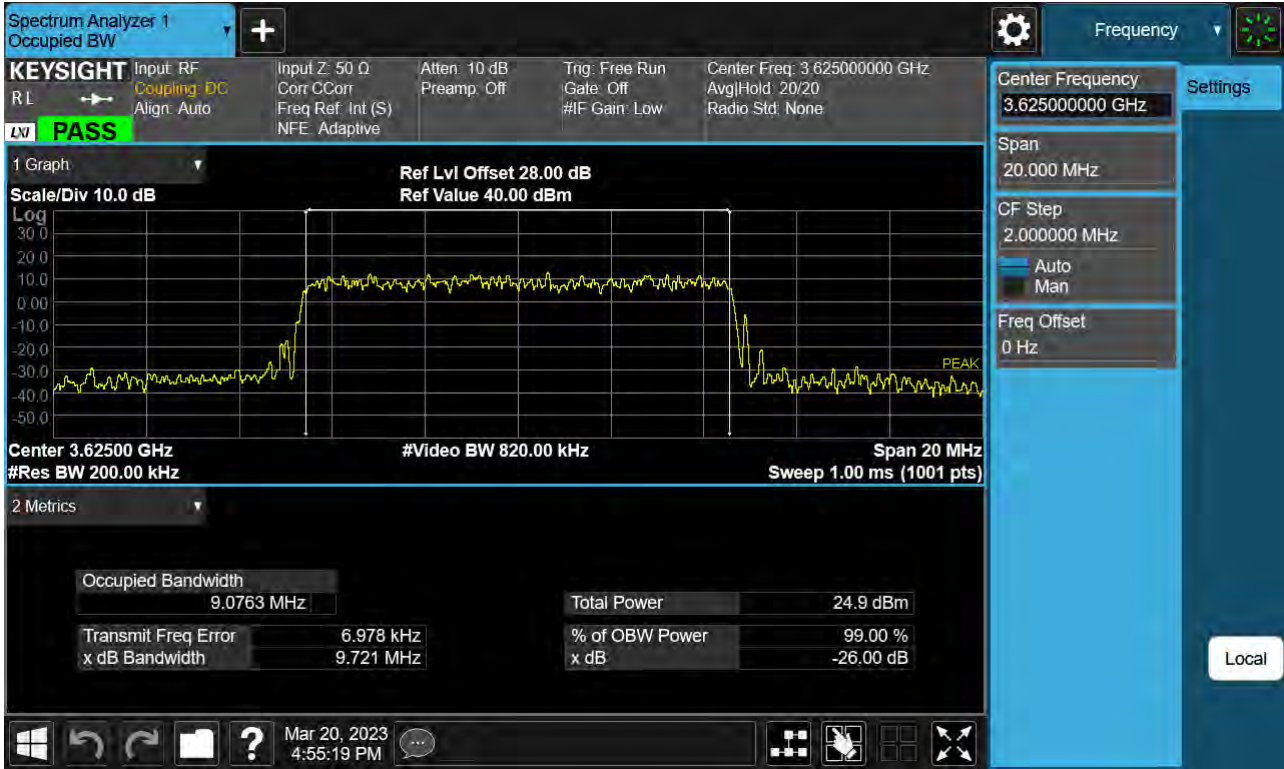 Spectrum Analyzer 1
Occupied BW
Frequency
KEYSIGHT
Input: RF
Coupling: DC
Align: Auto
Input Z: 50 Ω
Corr CCorr
Freq Ref: Int (S)
NFE: Adaptive
Atten: 10 dB
Preamp: Off
Trig: Free Run
Gate: Off
#IF Gain: Low
Center Freq: 3.625000000 GHz
Avg|Hold: 20/20
Radio Std: None
R L
LXI
PASS
Center Frequency
3.625000000 GHz
Settings
Span
20.000 MHz
CF Step
2.000000 MHz
Auto
Man
Freq Offset
0 Hz
Local
1 Graph
Scale/Div 10.0 dB
Ref Lvl Offset 28.00 dB
Ref Value 40.00 dBm
Log
30.0
20.0
10.0
0.00
-10.0
-20.0
-30.0
-40.0
-50.0
PEAK
Center 3.62500 GHz
#Video BW 820.00 kHz
Span 20 MHz
#Res BW 200.00 kHz
Sweep 1.00 ms (1001 pts)
2 Metrics
Occupied Bandwidth
9.0763 MHz
Total Power 24.9 dBm
Transmit Freq Error 6.978 kHz
% of OBW Power 99.00 %
x dB Bandwidth 9.721 MHz
x dB -26.00 dB
?
Mar 20, 2023
4:55:19 PM